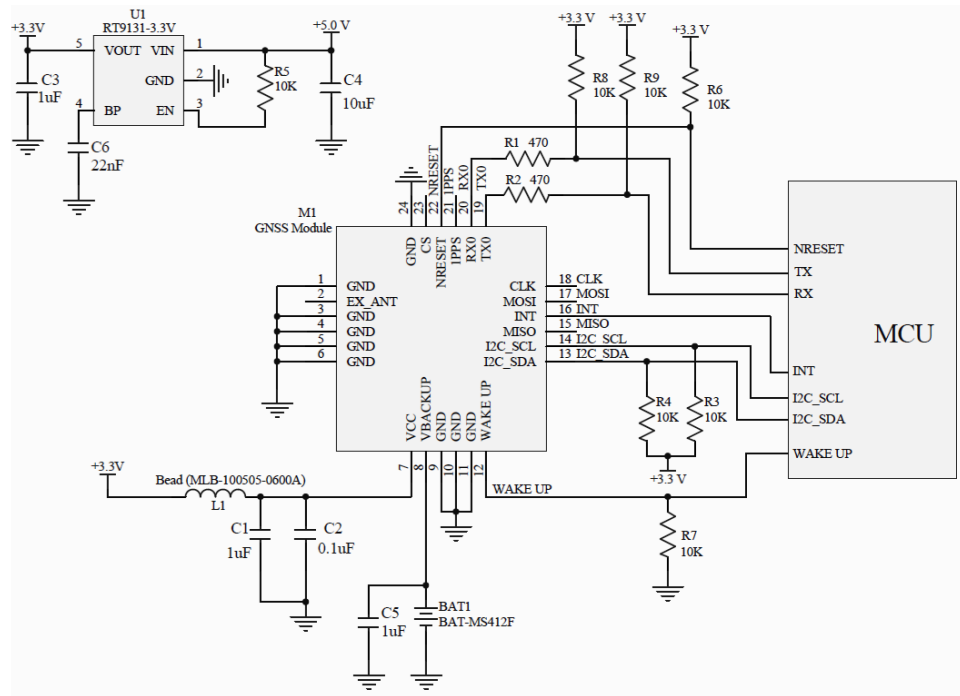 U1
RT9131-3.3V
+3.3V
+5.0 V
5
VOUT
VIN
1
GND
2
4
BP
EN
3
C3
1uF
R5
10K
C4
10uF
C6
22nF
+3.3 V
+3.3 V
+3.3 V
R8
10K
R9
10K
R6
10K
R1 470
R2 470
M1
GNSS Module
24
23
22
NRESET
21
1PPS
20
RX0
19
TX0
GND
CS
NRESET
1PPS
RX0
TX0
1
GND
2
EX_ANT
3
GND
4
GND
5
GND
6
GND
CLK
18 CLK
MOSI
17 MOSI
INT
16 INT
MISO
15 MISO
I2C_SCL
14 I2C_SCL
I2C_SDA
13 I2C_SDA
VCC
VBACKUP
GND
GND
GND
WAKE UP
7
8
9
10
11
12
WAKE UP
NRESET
TX
RX
MCU
INT
I2C_SCL
I2C_SDA
WAKE UP
R4
10K
R3
10K
+3.3 V
R7
10K
+3.3V
Bead (MLB-100505-0600A)
L1
C1
1uF
C2
0.1uF
C5
1uF
BAT1
BAT-MS412F